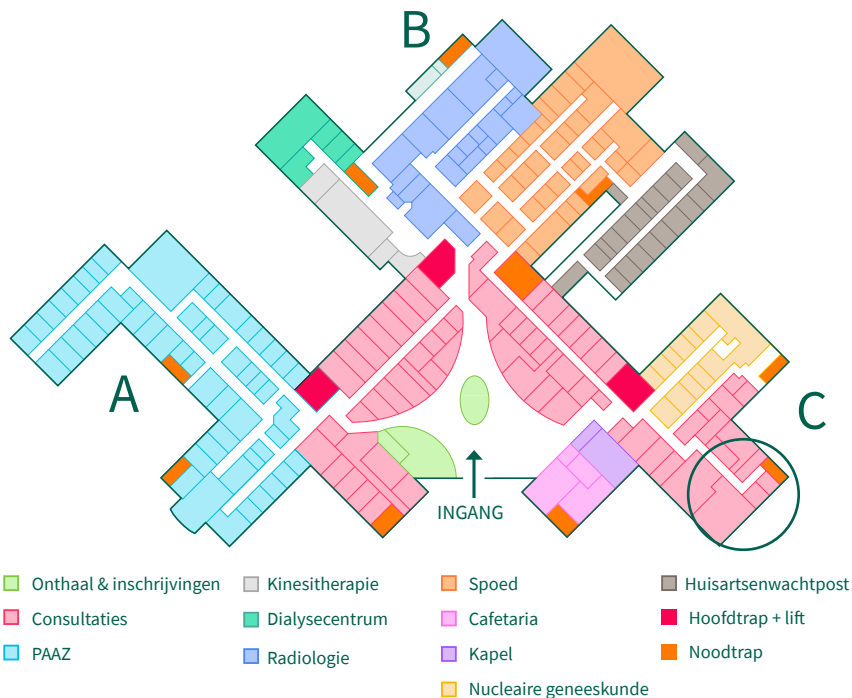 B
A
C
INGANG
Onthaal & inschrijvingen
Kinesitherapie
Spoed
Huisartsenwachtpost
Consultaties
Dialysecentrum
Cafetaria
Hoofdtrap + lift
PAAZ
Radiologie
Kapel
Noodtrap
Nucleaire geneeskunde